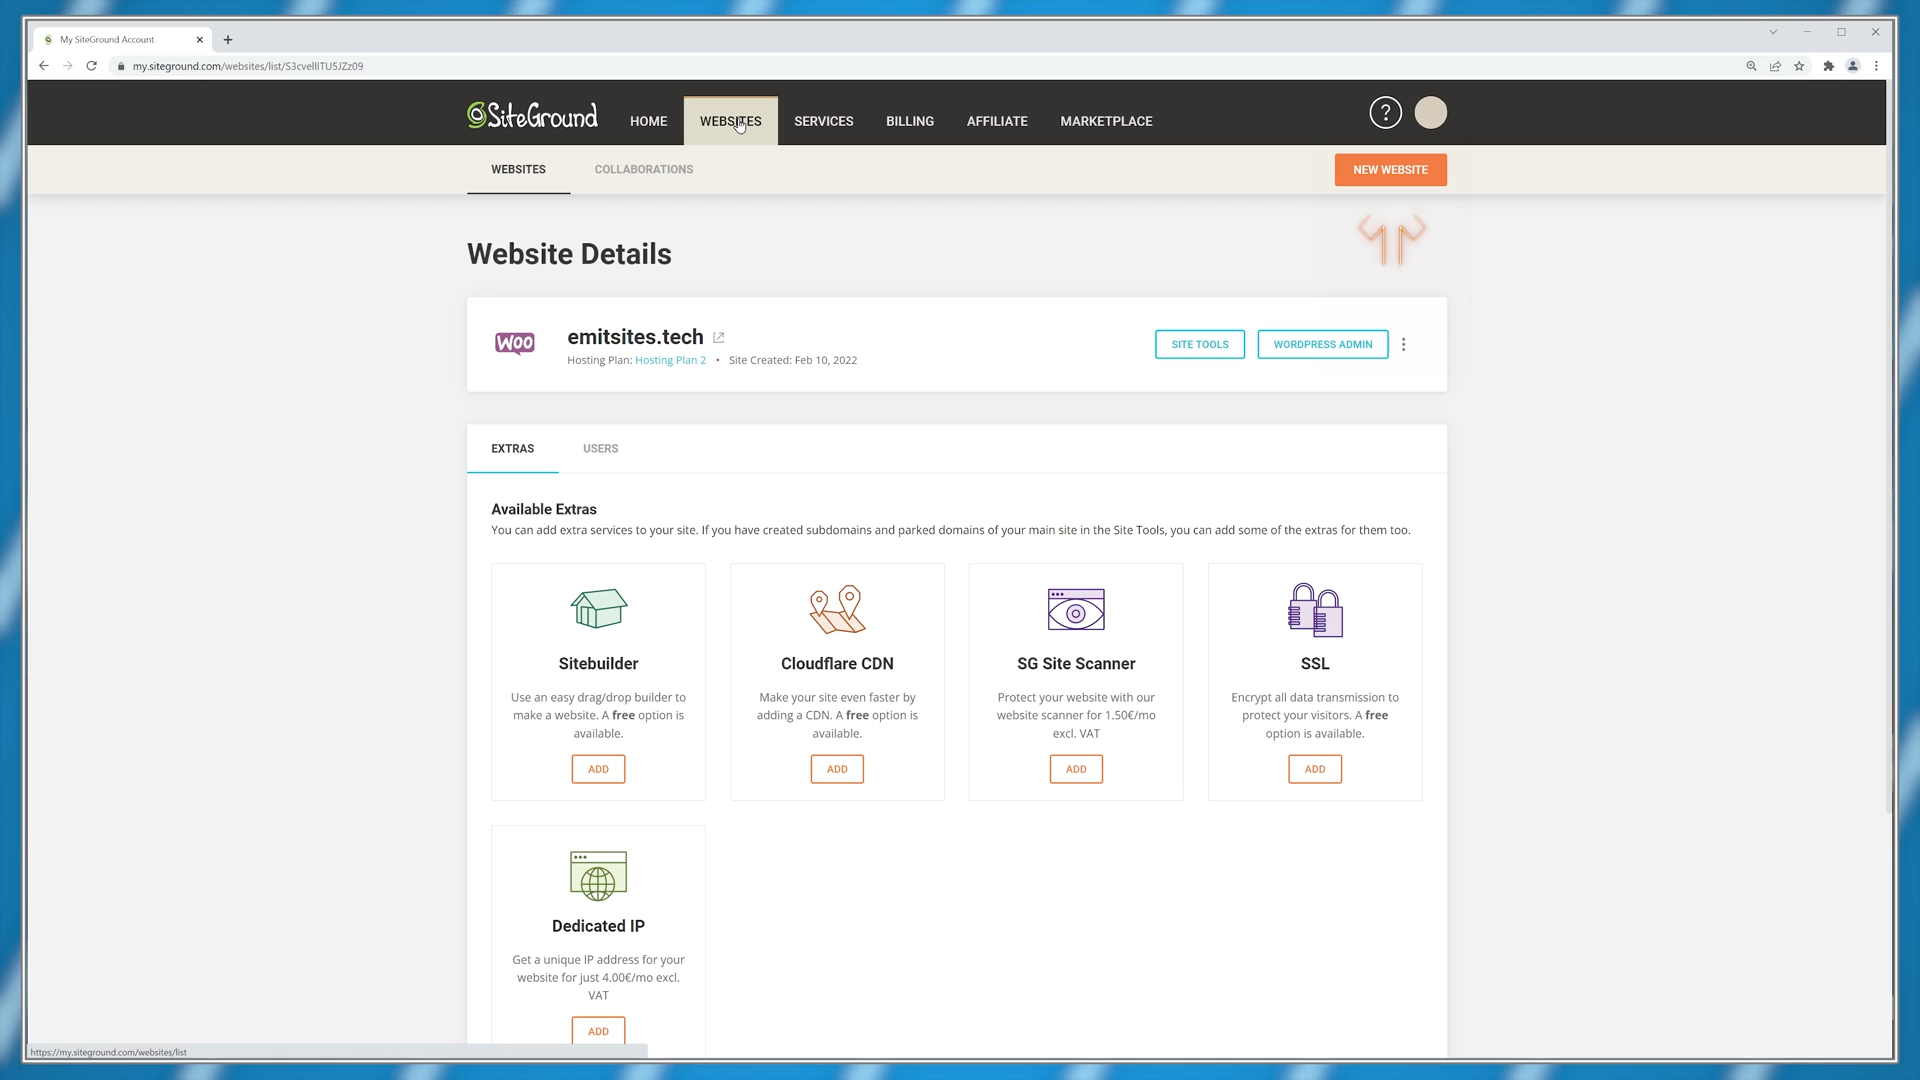 My SiteGround Account
my.siteground.com/websites/list/S3cvelIITU5JZz09
SiteGround
HOME
WEBSITES
SERVICES
BILLING
AFFILIATE
MARKETPLACE
?
WEBSITES
COLLABORATIONS
NEW WEBSITE
Website Details
WOO
emitsites.tech
Hosting Plan: Hosting Plan 2 • Site Created: Feb 10, 2022
SITE TOOLS
WORDPRESS ADMIN
EXTRAS
USERS
Available Extras
You can add extra services to your site. If you have created subdomains and parked domains of your main site in the Site Tools, you can add some of the extras for them too.
Sitebuilder
Use an easy drag/drop builder to
make a website. A free option is
available.
ADD
Cloudflare CDN
Make your site even faster by
adding a CDN. A free option is
available.
ADD
SG Site Scanner
Protect your website with our
website scanner for 1.50€/mo
excl. VAT
ADD
SSL
Encrypt all data transmission to
protect your visitors. A free
option is available.
ADD
Dedicated IP
Get a unique IP address for your
website for just 4.00€/mo excl.
VAT
ADD
https://my.siteground.com/websites/list